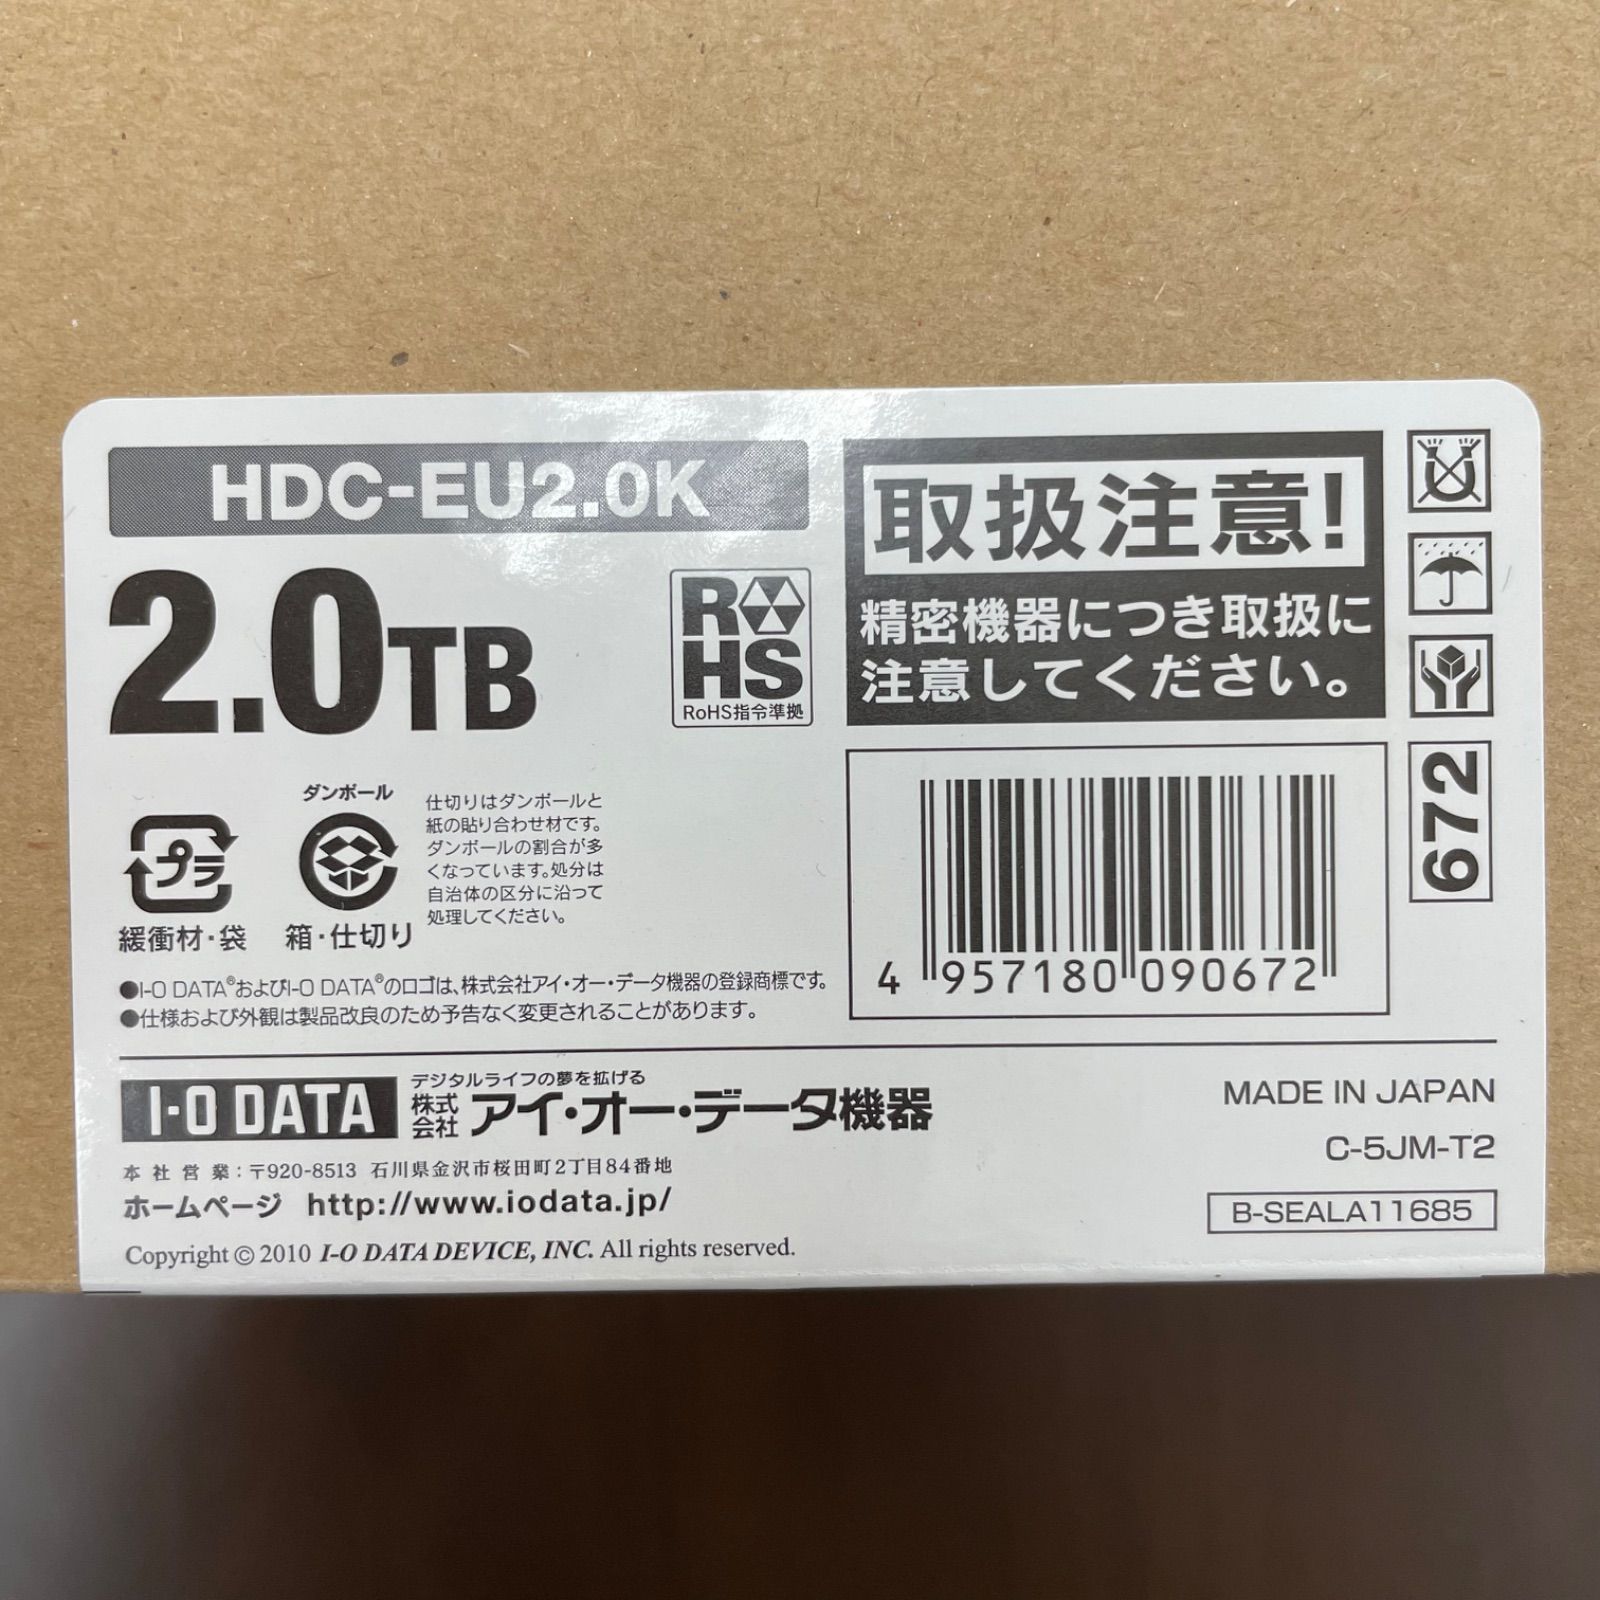 HDC-EU2.0K
2.0TB
R HS
RoHS指令準拠
取扱注意!
精密機器につき取扱に
注意してください。
672
プラ
緩衝材・袋
ダンボール
箱・仕切り
仕切りはダンボールと
紙の貼り合わせ材です。
ダンボールの割合が多
くなっています。処分は
自治体の区分に沿って
処理してください。
4 957180 090672
●I-O DATA®およびI-O DATA®のロゴは、株式会社アイ・オー・データ機器の登録商標です。
●仕様および外観は製品改良のため予告なく変更されることがあります。
I-O DATA
デジタルライフの夢を拡げる
株式会社 アイ・オー・データ機器
本社営業:〒920-8513 石川県金沢市桜田町2丁目84番地
ホームページ http://www.iodata.jp/
Copyright © 2010 I-O DATA DEVICE, INC. All rights reserved.
MADE IN JAPAN
C-5JM-T2
B-SEALA11685